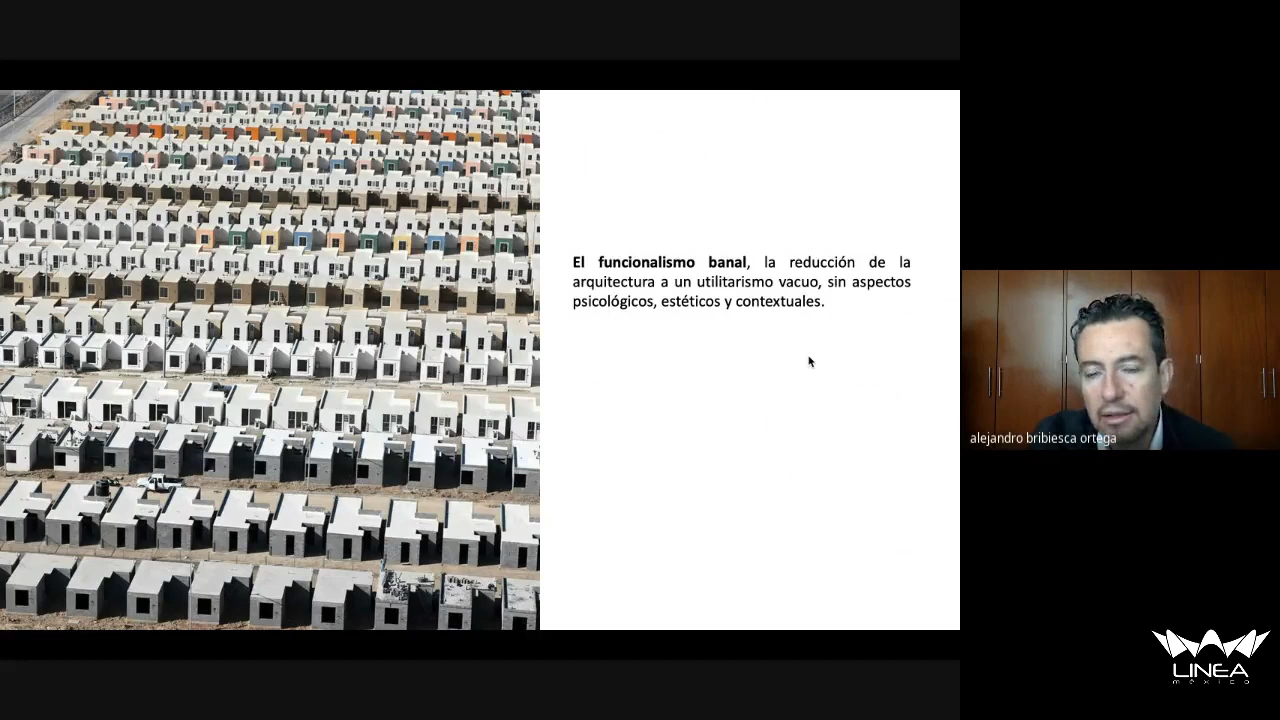 El funcionalismo banal, la reducción de la
arquitectura a un utilitarismo vacuo, sin aspectos
psicológicos, estéticos y contextuales.
alejandro bribiesca ortega
LINEA
méxico